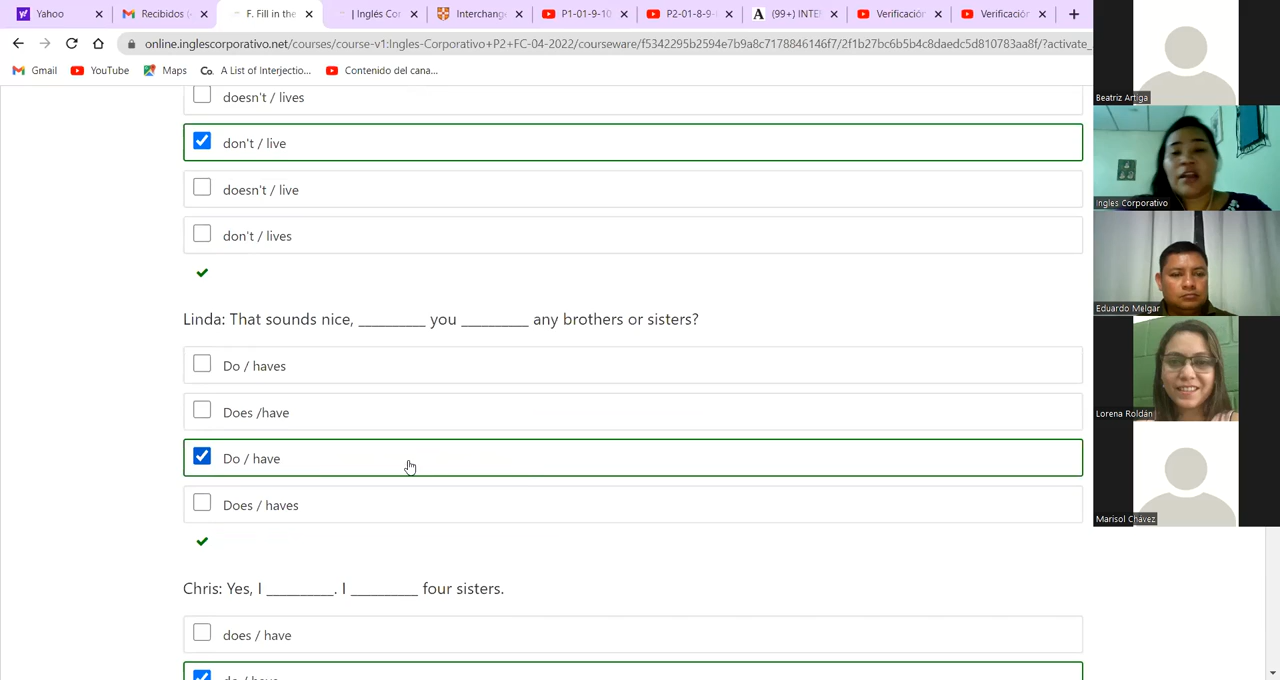 Yahoo
Recibidos (
F. Fill in the
| Inglés Cor
Interchang
P1-01-9-10
P2-01-8-9-
(99+) INTE
Verificación
Verificación
online.inglescorporativo.net/courses/course-v1:Ingles-Corporativo+P2+FC-04-2022/courseware/f5342295b2594e7b9a8c7178846146f7/2f1b27bc6b5b4c8daedc5d810783aa8f/?activate_
Gmail
YouTube
Maps
Co.
A List of Interjectio...
Contenido del cana...
doesn't / lives
don't / live
doesn't / live
don't / lives
Linda: That sounds nice, _________ you _________ any brothers or sisters?
Do / haves
Does /have
Do / have
Does / haves
Chris: Yes, I _________. I _________ four sisters.
does / have
do / have
Beatriz Artiga
Ingles Corporativo
Eduardo Melgar
Lorena Roldán
Marisol Chávez